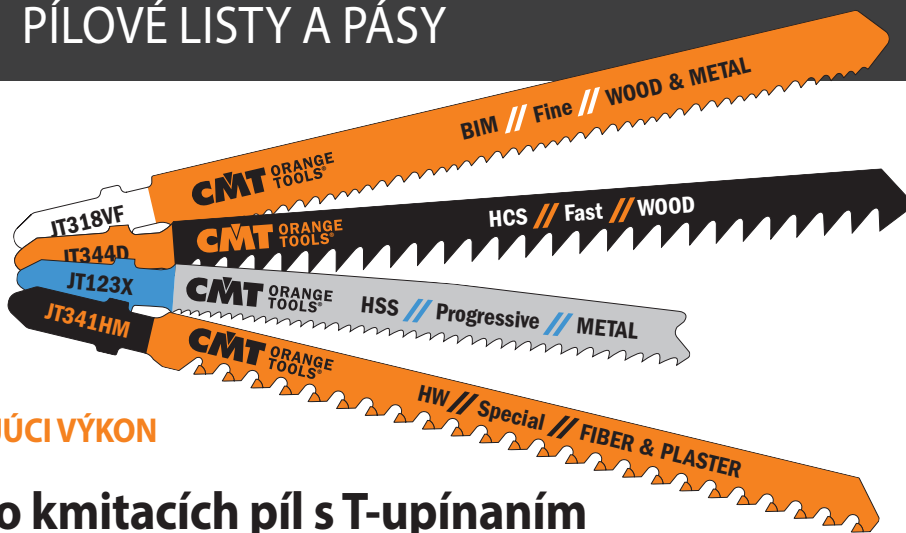 PÍLOVÉ LISTY A PÁSY
BIM // Fine // WOOD & METAL
CMT ORANGE TOOLS®
JT318VF
HCS // Fast // WOOD
CMT ORANGE TOOLS®
JT344D
JT123X
CMT ORANGE TOOLS®
HSS // Progressive // METAL
JT341HM
CMT ORANGE TOOLS®
HW // Special // FIBER & PLASTER
VÝKON
kmitacích píl s T-upínaním